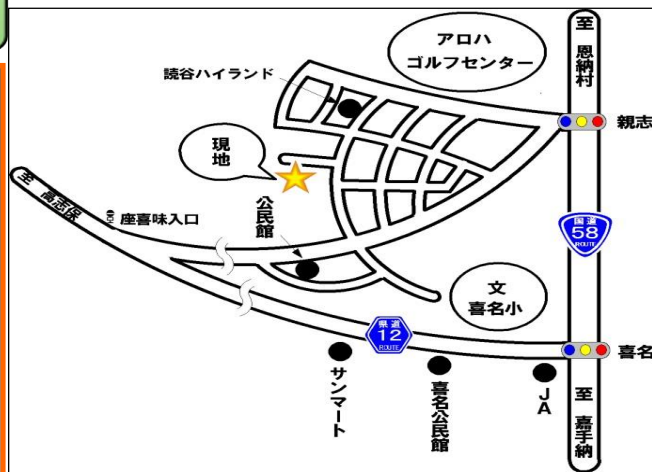 至 恩納村
アロハ
ゴルフセンター
読谷ハイランド
親志
現地
至 高志保
座喜味入口
公民館
国道
58
ROUTE
文
喜名小
県道
12
ROUTE
喜名
サンマート
喜名公民館
JA
至 嘉手納